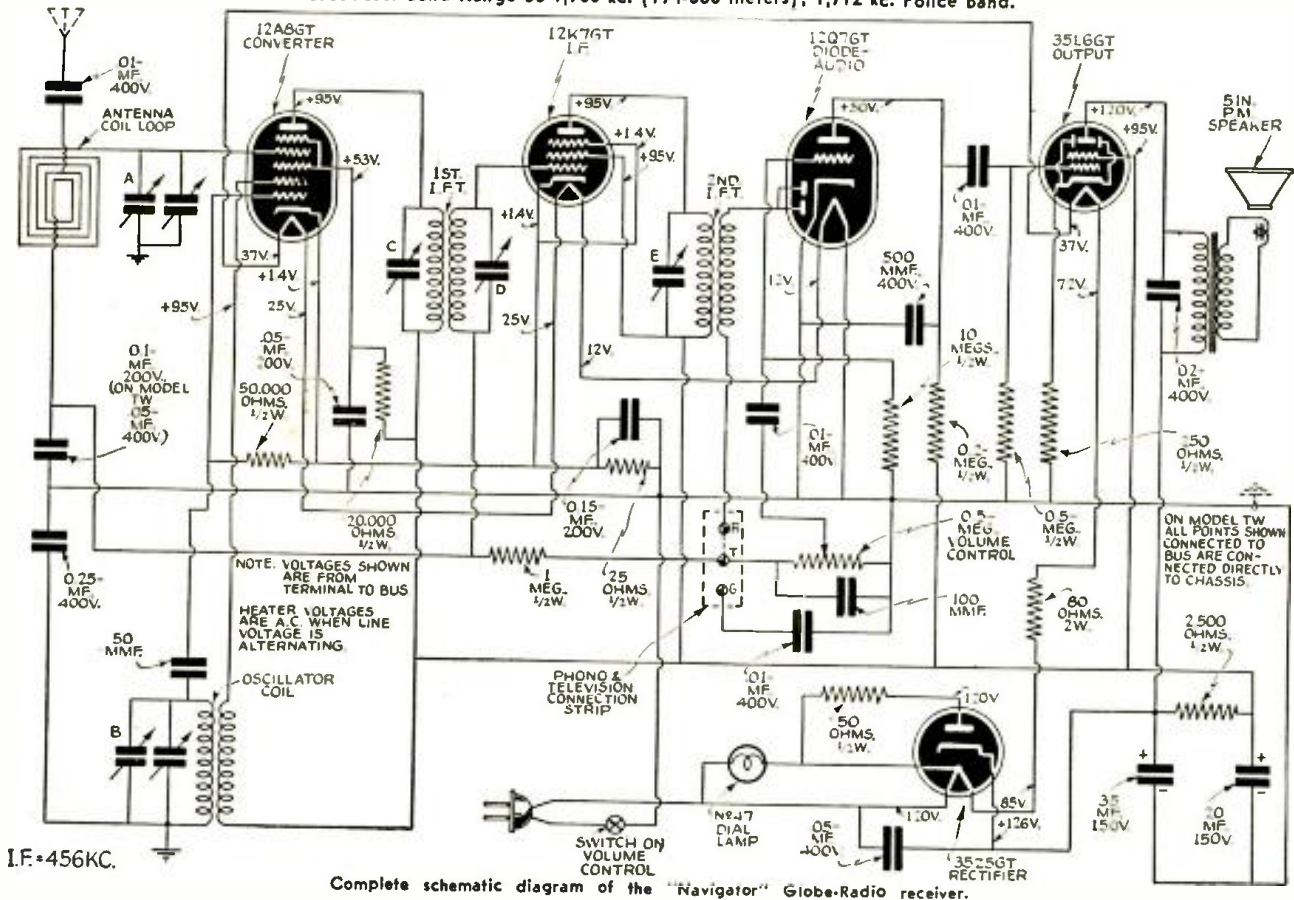 Band Range 55-1,700 kc. (174-600 meters); 1,712 kc. Police Band.
12A8GT
CONVERTER
12K7GT
I.F.
12Q7GT
DIODE-
AUDIO
35L6GT
OUTPUT
.01-
MF.
400V.
ANTENNA
COIL LOOP
A
+95V.
+53V.
37V.
+1.4V.
25V.
+95V.
1ST.
I.F.T.
C
D
+95V.
+1.4V.
+95V.
+1.4V.
25V.
12V.
2ND.
I.F.T.
E
12V.
500
MMF.
400V.
.01-
MF.
400V.
+120V.
+95V.
37V.
72V.
5 IN.
P.M.
SPEAKER
.02-
MF.
400V.
0.1-
MF.
200V.
(ON MODEL
TW
.05-
MF.
400V.)
.05-
MF.
200V.
50,000
OHMS,
1/2W.
20,000
OHMS
1/2W.
0.15-
MF.
200V.
25
OHMS,
1/2W.
1
MEG.,
1/2W.
10
MEGS.,
1/2W.
.01-
MF.
400V.
MEG.,
1/2W.
0.5-
MEG.,
1/2W.
OHMS,
1/2W.
0.5-
MEG.
VOLUME
CONTROL
100
MMF.
R
T
G
0.25-
MF.
400V.
NOTE: VOLTAGES SHOWN
ARE FROM
TERMINAL TO BUS
HEATER VOLTAGES
ARE A.C. WHEN LINE
VOLTAGE IS
ALTERNATING.
50
MMF.
OSCILLATOR
COIL
B
PHONO &
TELEVISION
CONNECTION
STRIP
.01-
MF.
400V.
ON MODEL TW
ALL POINTS SHOWN
CONNECTED TO
BUS ARE CON-
NECTED DIRECTLY
TO CHASSIS.
80
OHMS.
2W.
2,500
OHMS,
1/2W.
50
OHMS,
1/2W.
120V.
85V.
120V.
+126V.
No47
DIAL
LAMP
.05-
MF.
400V.
SWITCH ON
VOLUME
CONTROL
35Z5GT
RECTIFIER
+
-
MF.
150V.
+
-
20
MF.
150V.
I.F.=456KC.
Complete schematic diagram of the "Navigator" Globe-Radio receiver.